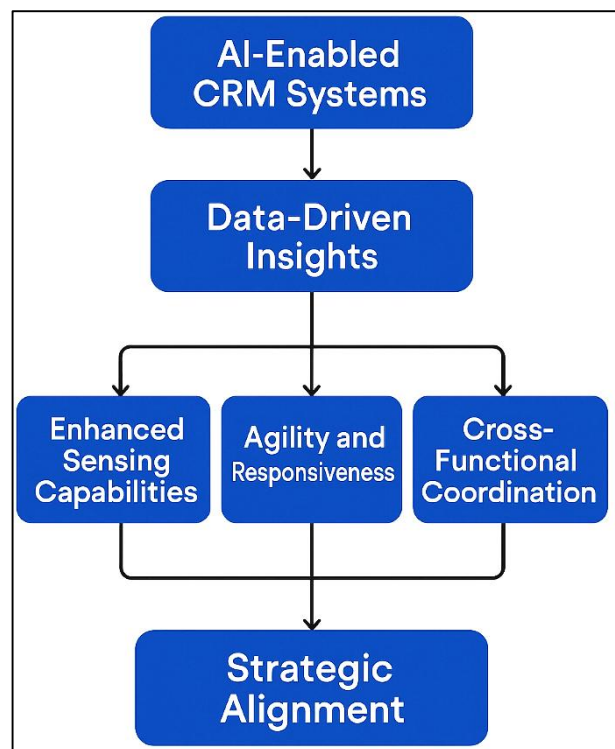 AI-Enabled
CRM Systems
Data-Driven
Insights
Enhanced
Sensing
Capabilities
Agility and
Responsiveness
Cross-
Functional
Coordination
Strategic
Alignment